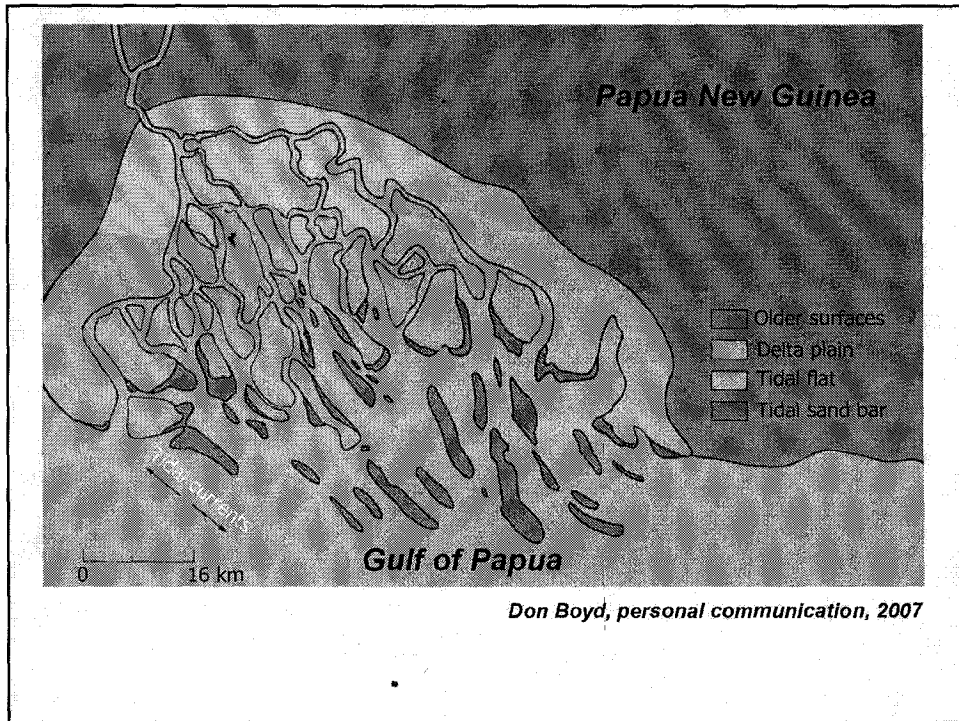 Papua New Guinea
Older surfaces
Delta plain
Tidal flat
Tidal sand bar
Tidal currents
0 16 km
Gulf of Papua
Don Boyd, personal communication, 2007